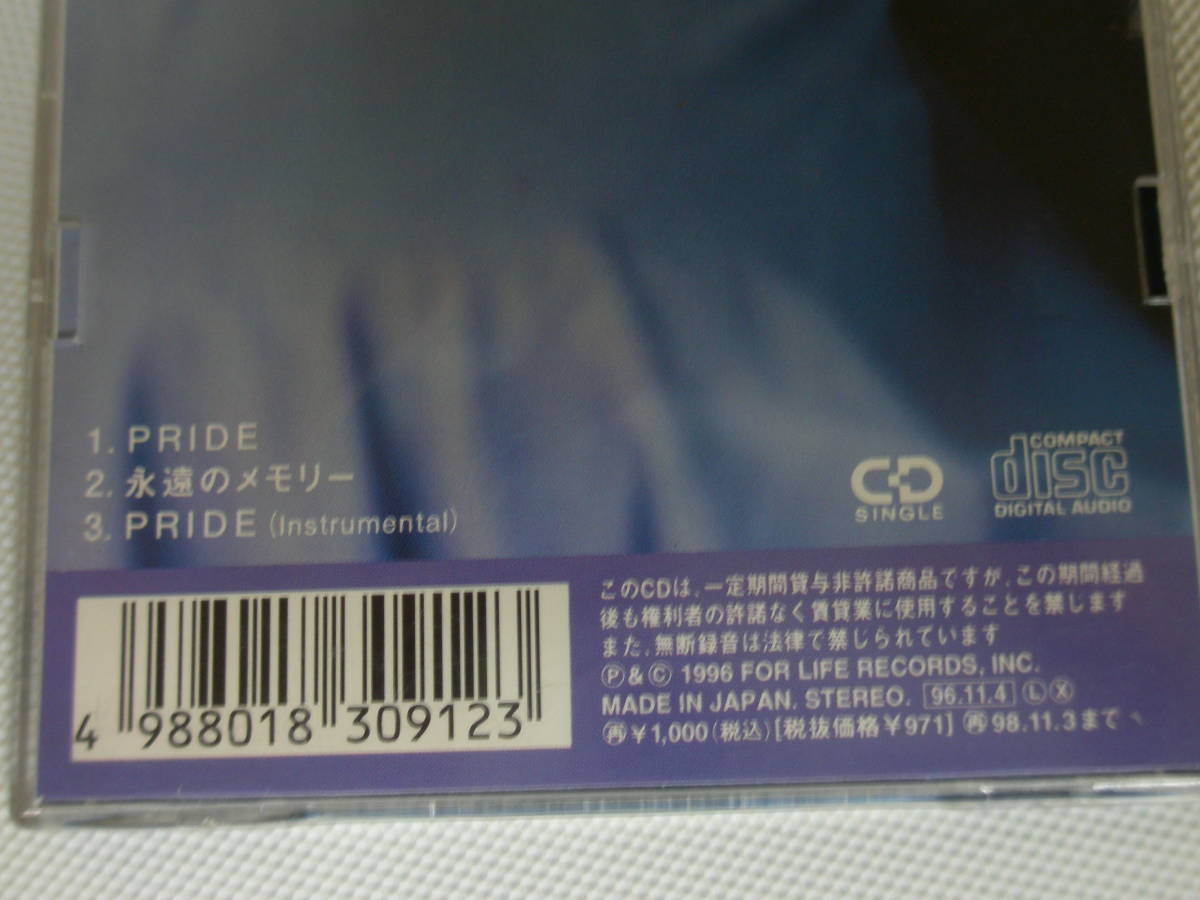 1. PRIDE
2. 永遠のメモリー
3. PRIDE (Instrumental)
CD
SINGLE
COMPACT
disc
DIGITAL AUDIO
このCDは、一定期間貸与非許諾商品ですが、この期間経過
後も権利者の許諾なく賃貸業に使用することを禁じます
また、無断録音は法律で禁じられています
Ⓟ&© 1996 FOR LIFE RECORDS, INC.
MADE IN JAPAN. STEREO. 96.11.4 Ⓛ Ⓧ
再 ¥1,000(税込)[税抜価格¥971] 再 98.11.3まで
4 988018 309123